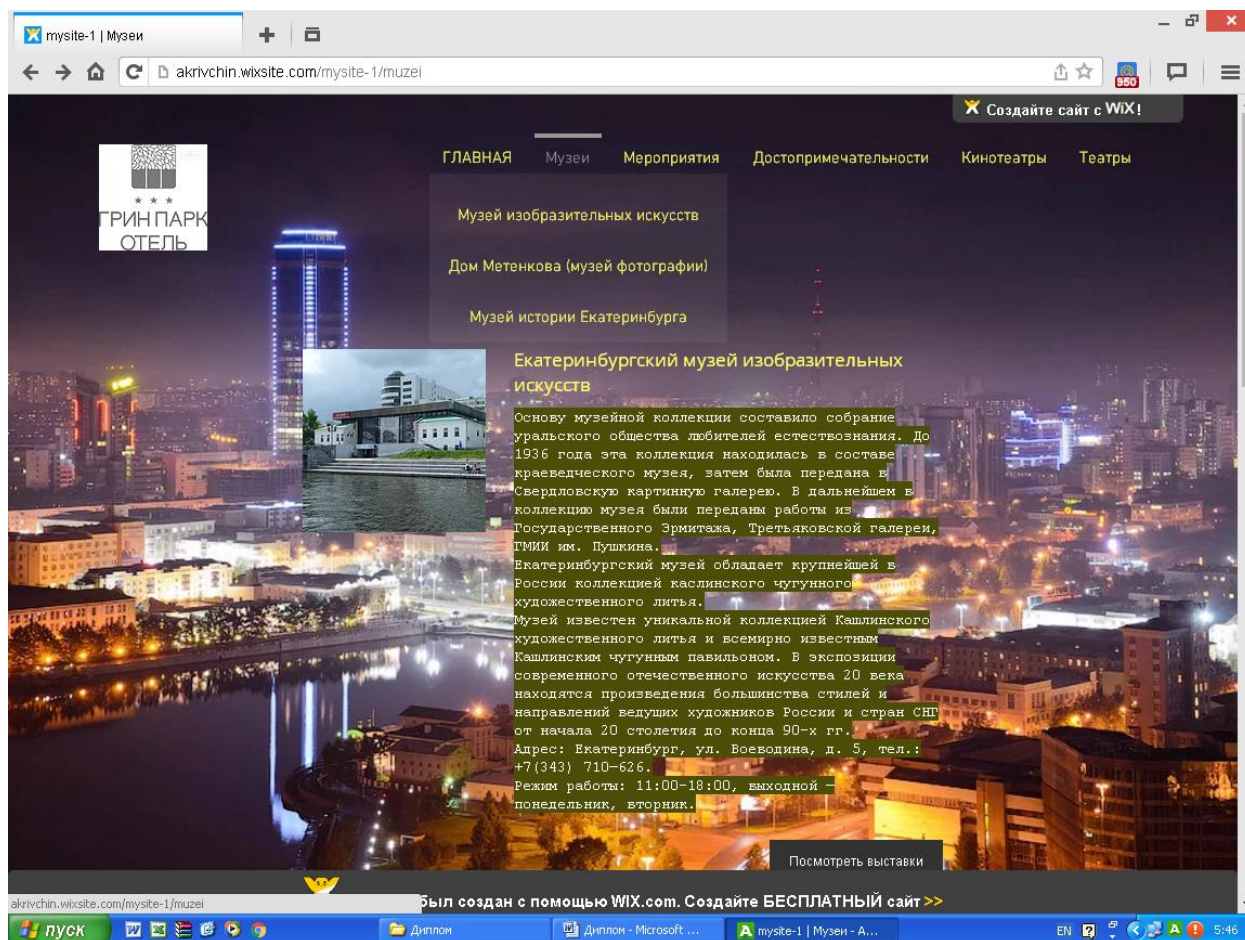 mysite-1 | Музеи
akrivchin.wixsite.com/mysite-1/muzei
950
Создайте сайт с WiX!
ГЛАВНАЯ Музеи Мероприятия Достопримечательности Кинотеатры Театры
ГРИН ПАРК
ОТЕЛЬ
Музей изобразительных искусств
Дом Метенкова (музей фотографии)
Музей истории Екатеринбурга
Екатеринбургский музей изобразительных
искусств
Основу музейной коллекции составило собрание
уральского общества любителей естествознания. До
1936 года эта коллекция находилась в составе
краеведческого музея, затем была передана в
Свердловскую картинную галерею. В дальнейшем в
коллекцию музея были переданы работы из
Государственного Эрмитажа, Третьяковской галереи,
ГМИИ им. Пушкина.
Екатеринбургский музей обладает крупнейшей в
России коллекцией каслинского чугунного
художественного литья.
Музей известен уникальной коллекцией Кашлинского
художественного литья и всемирно известным
Кашлинским чугунным павильоном. В экспозиции
современного отечественного искусства 20 века
находятся произведения большинства стилей и
направлений ведущих художников России и стран СНГ
от начала 20 столетия до конца 90-х гг.
Адрес: Екатеринбург, ул. Воеводина, д. 5, тел.:
+7(343) 710—626.
Режим работы: 11:00-18:00, выходной —
понедельник, вторник.
Посмотреть выставки
был создан с помощью WIX.com. Создайте БЕСПЛАТНЫЙ сайт >>
akrivchin.wixsite.com/mysite-1/muzei
пуск Диплом Диплом - Microsoft ... mysite-1 | Музеи - A... EN 5:46